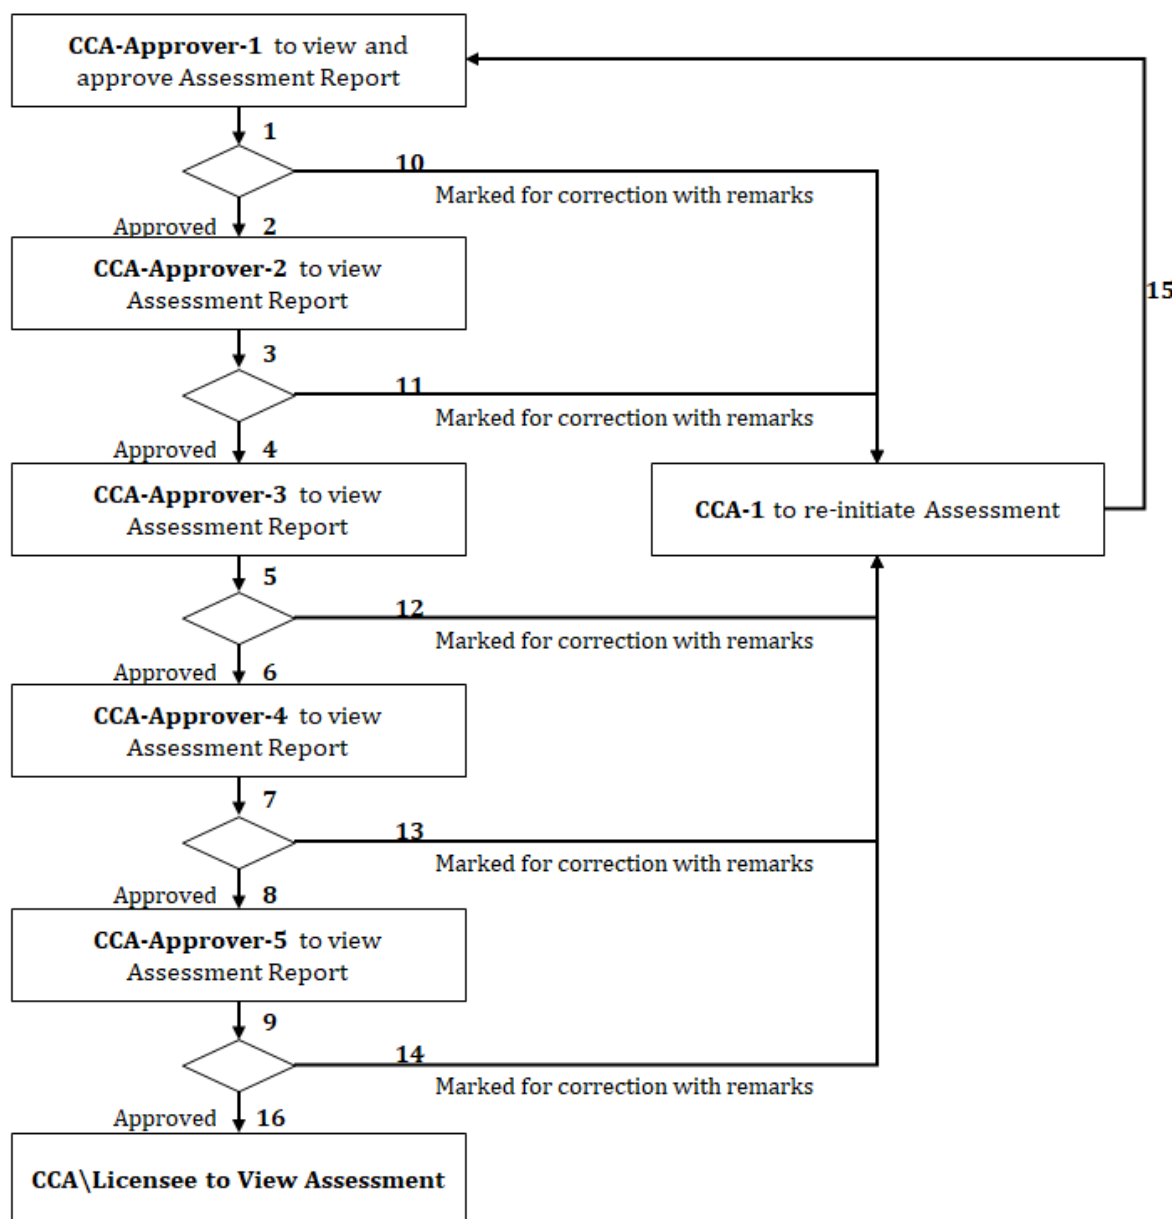 CCA-Approver-1 to view and
approve Assessment Report
1
10
Marked for correction with remarks
Approved 2
CCA-Approver-2 to view
Assessment Report
15
3
11
Marked for correction with remarks
Approved 4
CCA-Approver-3 to view
Assessment Report
CCA-1 to re-initiate Assessment
5
12
Marked for correction with remarks
Approved 6
CCA-Approver-4 to view
Assessment Report
7
13
Marked for correction with remarks
Approved 8
CCA-Approver-5 to view
Assessment Report
9
14
Marked for correction with remarks
Approved 16
CCA\Licensee to View Assessment